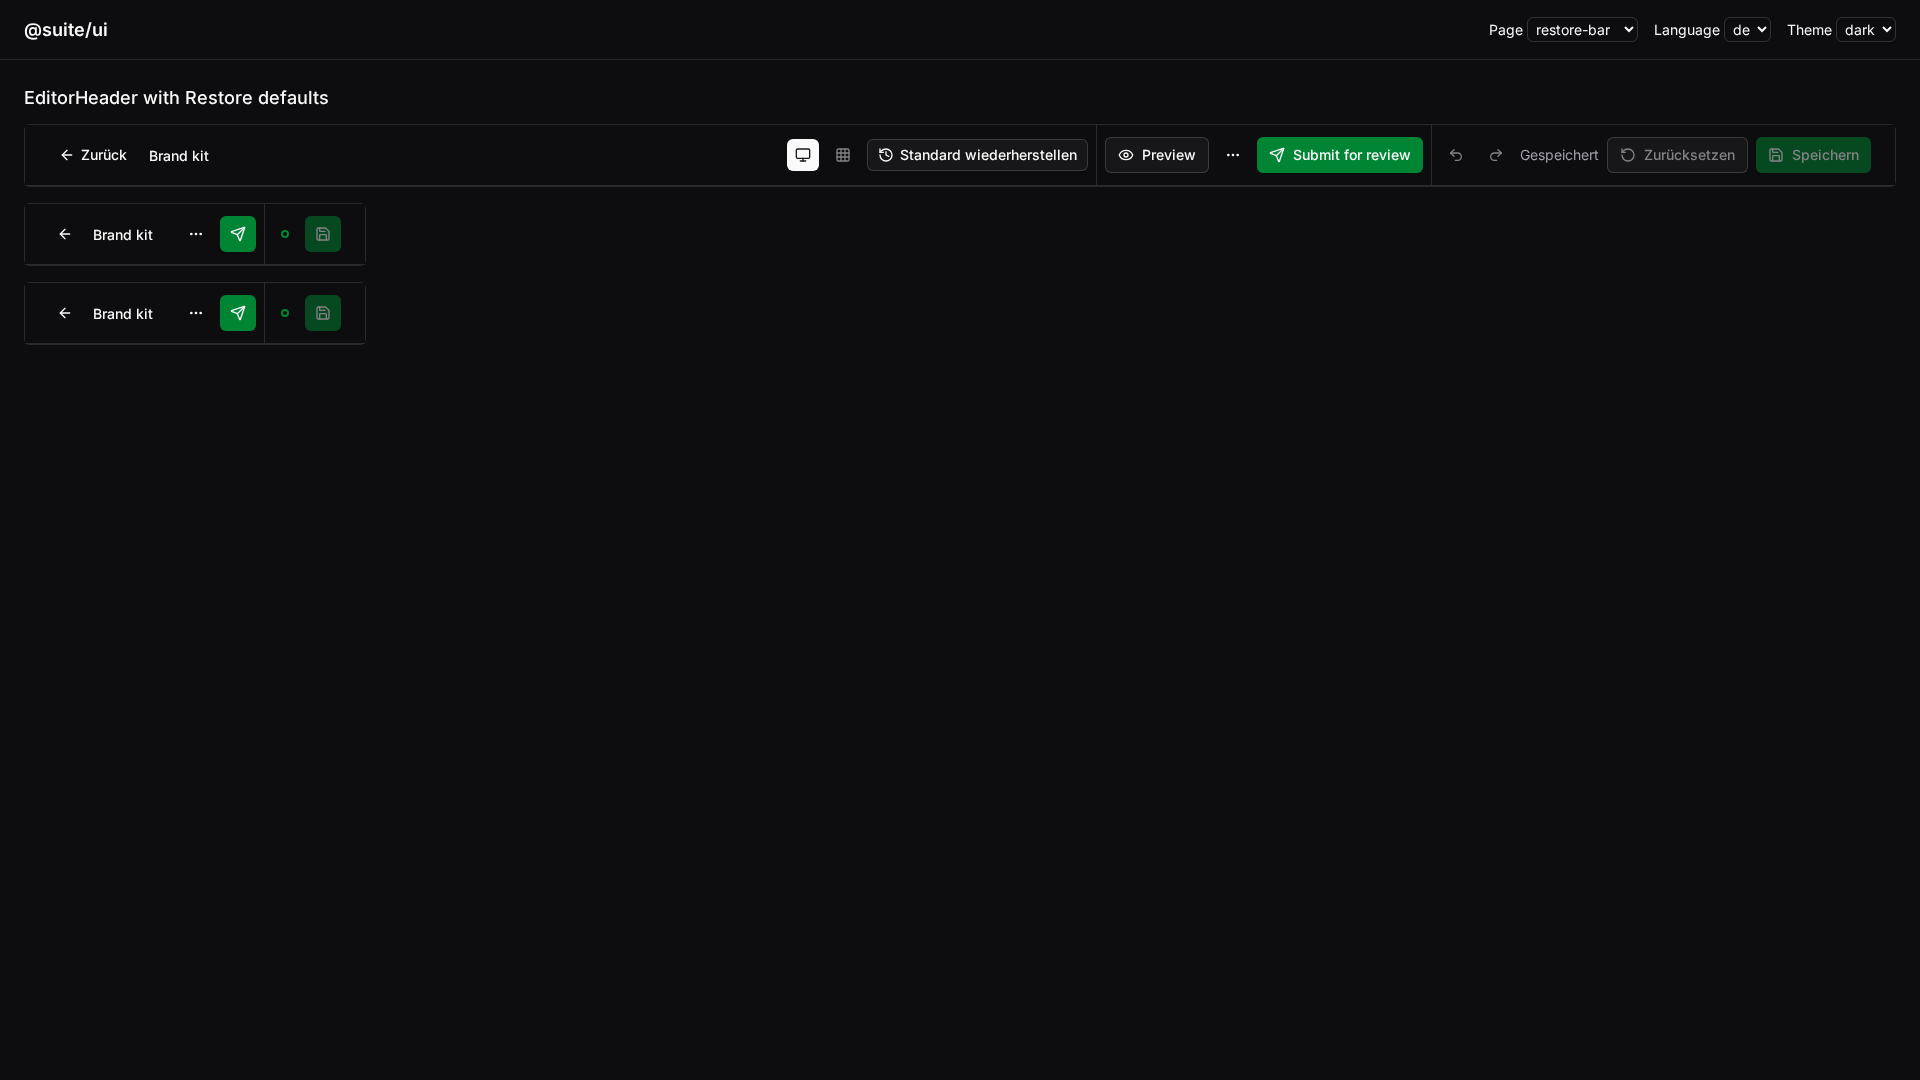 @suite/ui
Page restore-bar Language de Theme dark
EditorHeader with Restore defaults
Zurück Brand kit Standard wiederherstellen Preview Submit for review Gespeichert Zurücksetzen Speichern
Brand kit
Brand kit